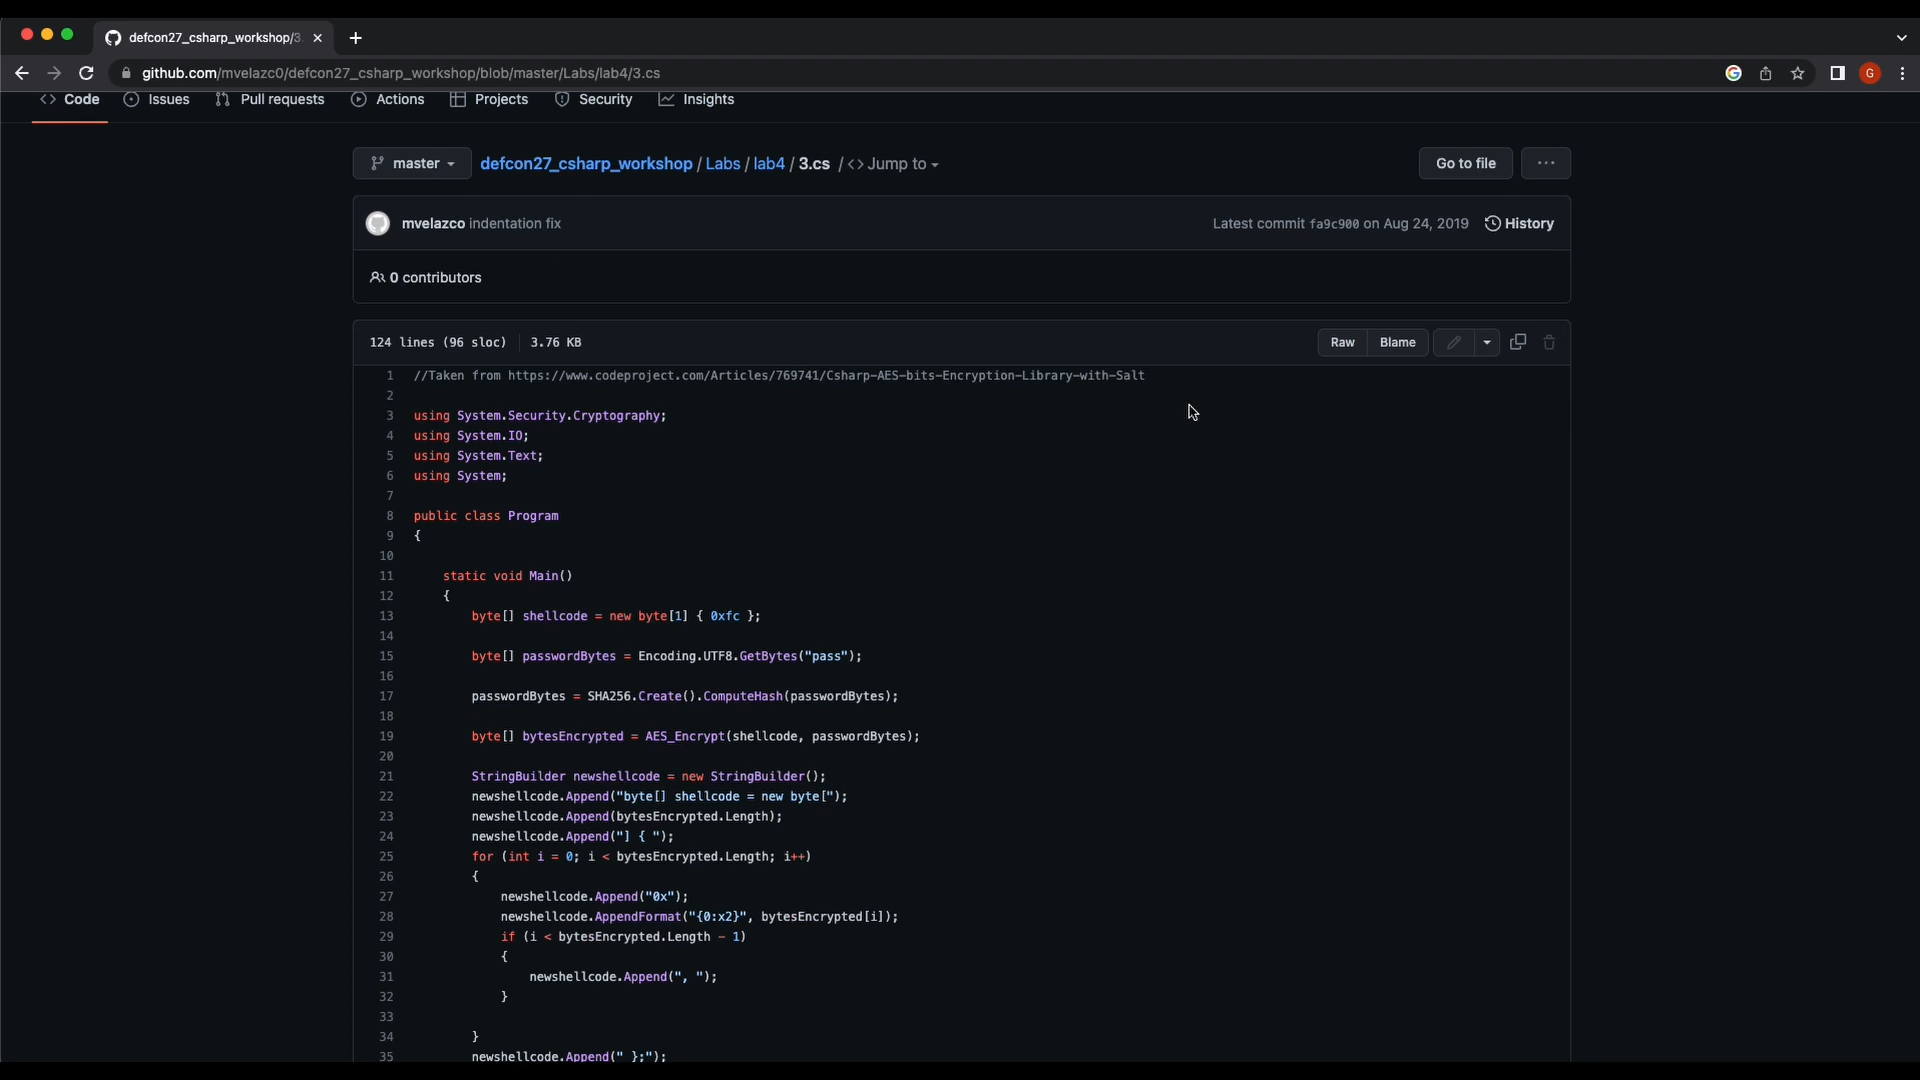 defcon27_csharp_workshop/3.
github.com/mvelazc0/defcon27_csharp_workshop/blob/master/Labs/lab4/3.cs
G
Code Issues Pull requests Actions Projects Security Insights
master defcon27_csharp_workshop / Labs / lab4 / 3.cs / <> Jump to Go to file ...
mvelazco indentation fix Latest commit fa9c900 on Aug 24, 2019 History
0 contributors
124 lines (96 sloc) 3.76 KB Raw Blame
1 //Taken from https://www.codeproject.com/Articles/769741/Csharp-AES-bits-Encryption-Library-with-Salt
2
3 using System.Security.Cryptography;
4 using System.IO;
5 using System.Text;
6 using System;
7
8 public class Program
9 {
10
11 static void Main()
12 {
13 byte[] shellcode = new byte[1] { 0xfc };
14
15 byte[] passwordBytes = Encoding.UTF8.GetBytes("pass");
16
17 passwordBytes = SHA256.Create().ComputeHash(passwordBytes);
18
19 byte[] bytesEncrypted = AES_Encrypt(shellcode, passwordBytes);
20
21 StringBuilder newshellcode = new StringBuilder();
22 newshellcode.Append("byte[] shellcode = new byte[");
23 newshellcode.Append(bytesEncrypted.Length);
24 newshellcode.Append("] { ");
25 for (int i = 0; i < bytesEncrypted.Length; i++)
26 {
27 newshellcode.Append("0x");
28 newshellcode.AppendFormat("{0:x2}", bytesEncrypted[i]);
29 if (i < bytesEncrypted.Length - 1)
30 {
31 newshellcode.Append(", ");
32 }
33
34 }
35 newshellcode.Append(" };");